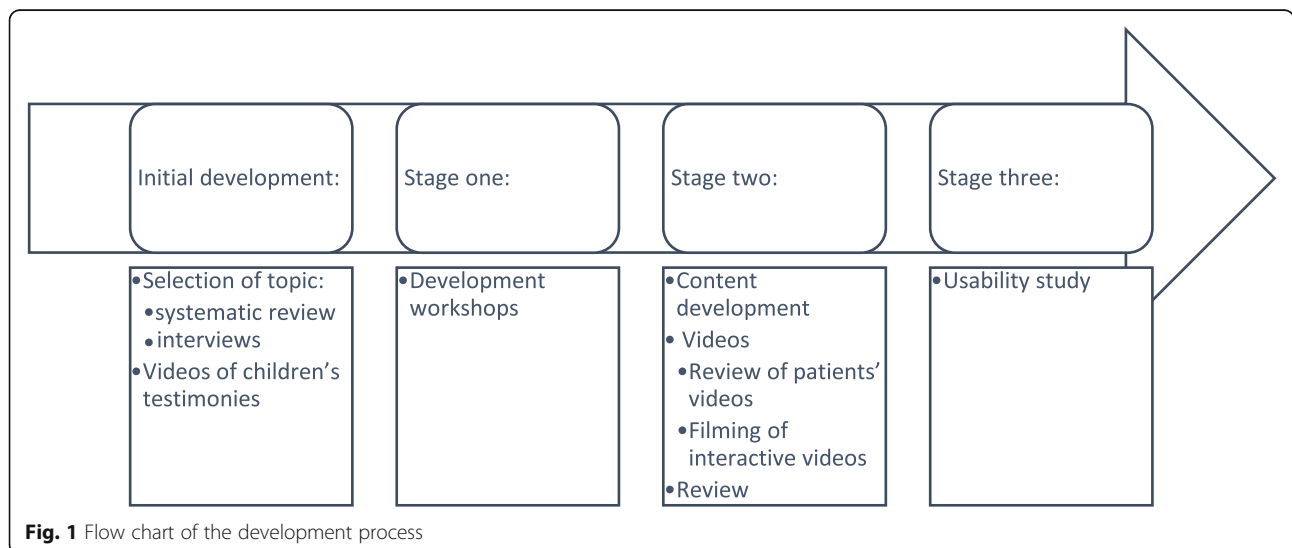 Initial development:
•Selection of topic:
•systematic review
•interviews
•Videos of children’s
testimonies
Stage one:
•Development
workshops
Stage two:
•Content
development
• Videos
•Review of patients’
videos
•Filming of
interactive videos
•Review
Stage three:
•Usability study
Fig. 1 Flow chart of the development process